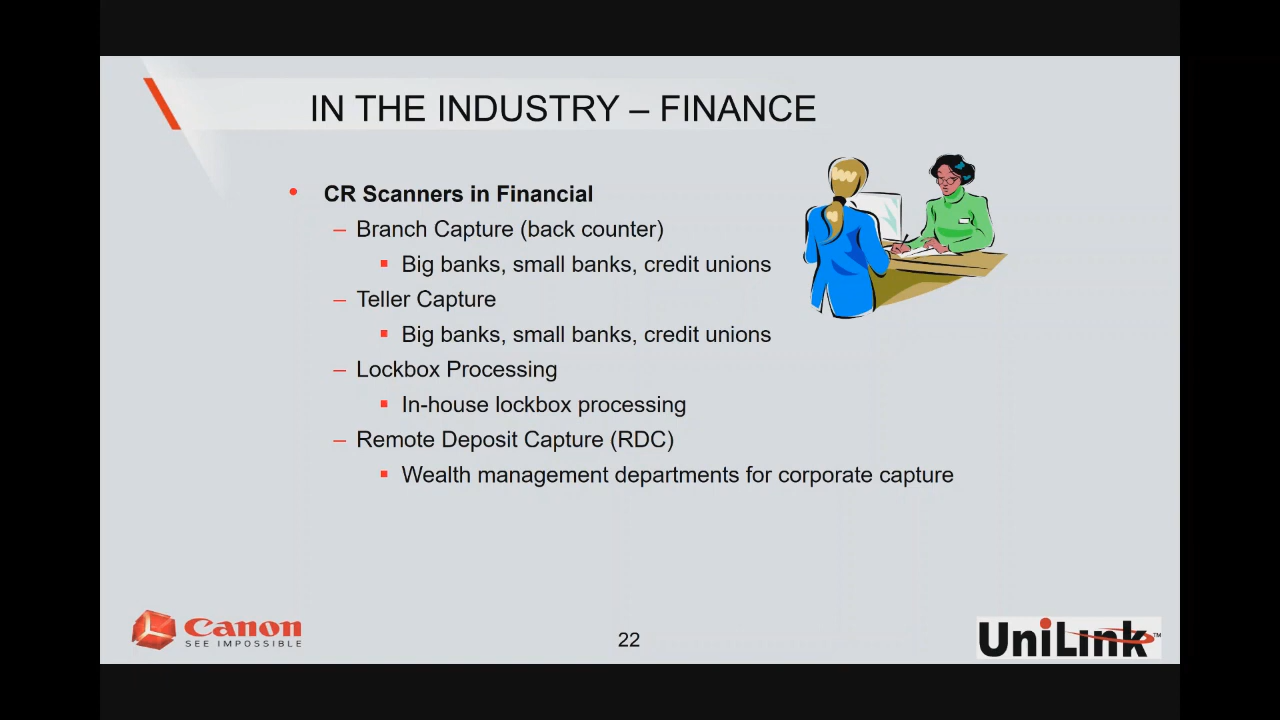 IN THE INDUSTRY – FINANCE
• CR Scanners in Financial
– Branch Capture (back counter)
▪ Big banks, small banks, credit unions
– Teller Capture
▪ Big banks, small banks, credit unions
– Lockbox Processing
▪ In-house lockbox processing
– Remote Deposit Capture (RDC)
▪ Wealth management departments for corporate capture
Canon
SEE IMPOSSIBLE
22
UniLink™